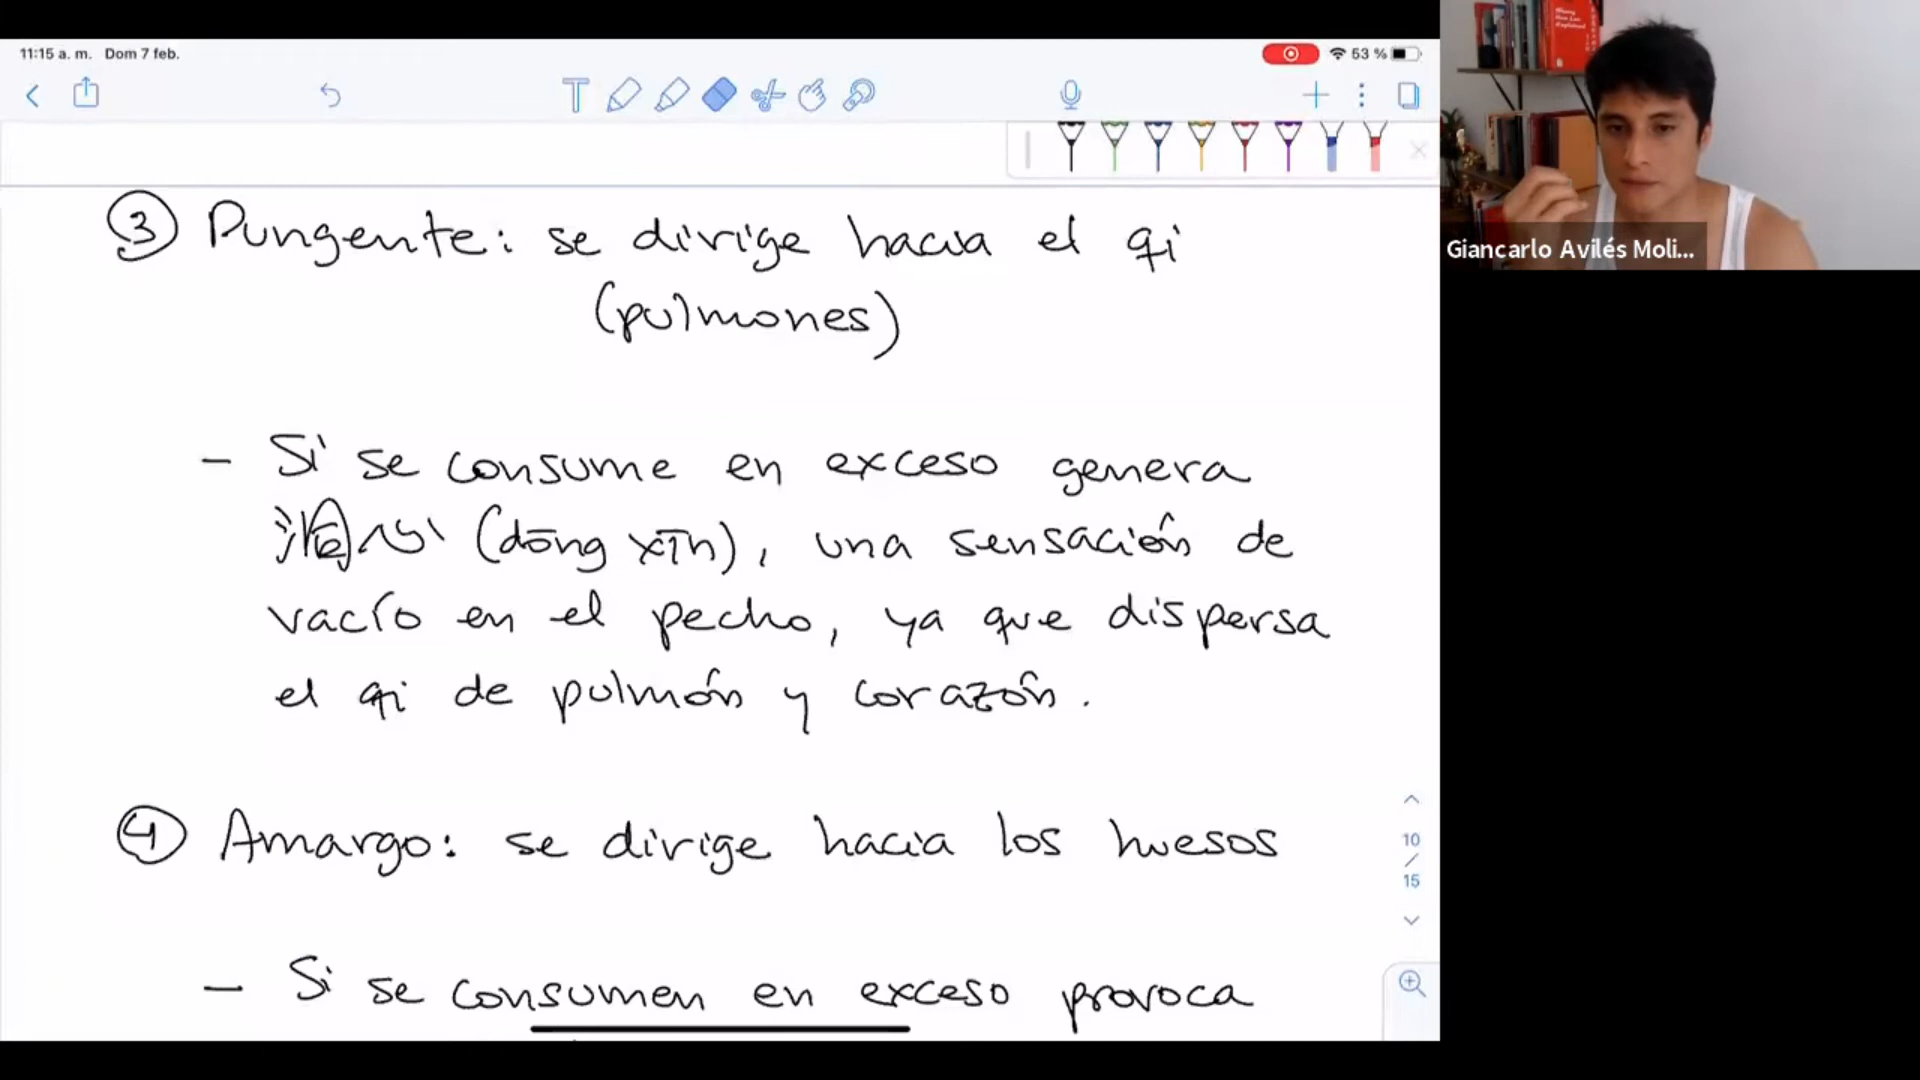 11:15 a. m. Dom 7 feb.
53 %
③ Pungente: se dirige hacia el qi
(pulmones)
- Si se consume en exceso genera
心 (dōng xīn), una sensación de
vacío en el pecho, ya que dispersa
el qi de pulmón y corazón.
④ Amargo: se dirige hacia los huesos
- Si se consumen en exceso provoca
10
/
15
Giancarlo Avilés Moli...